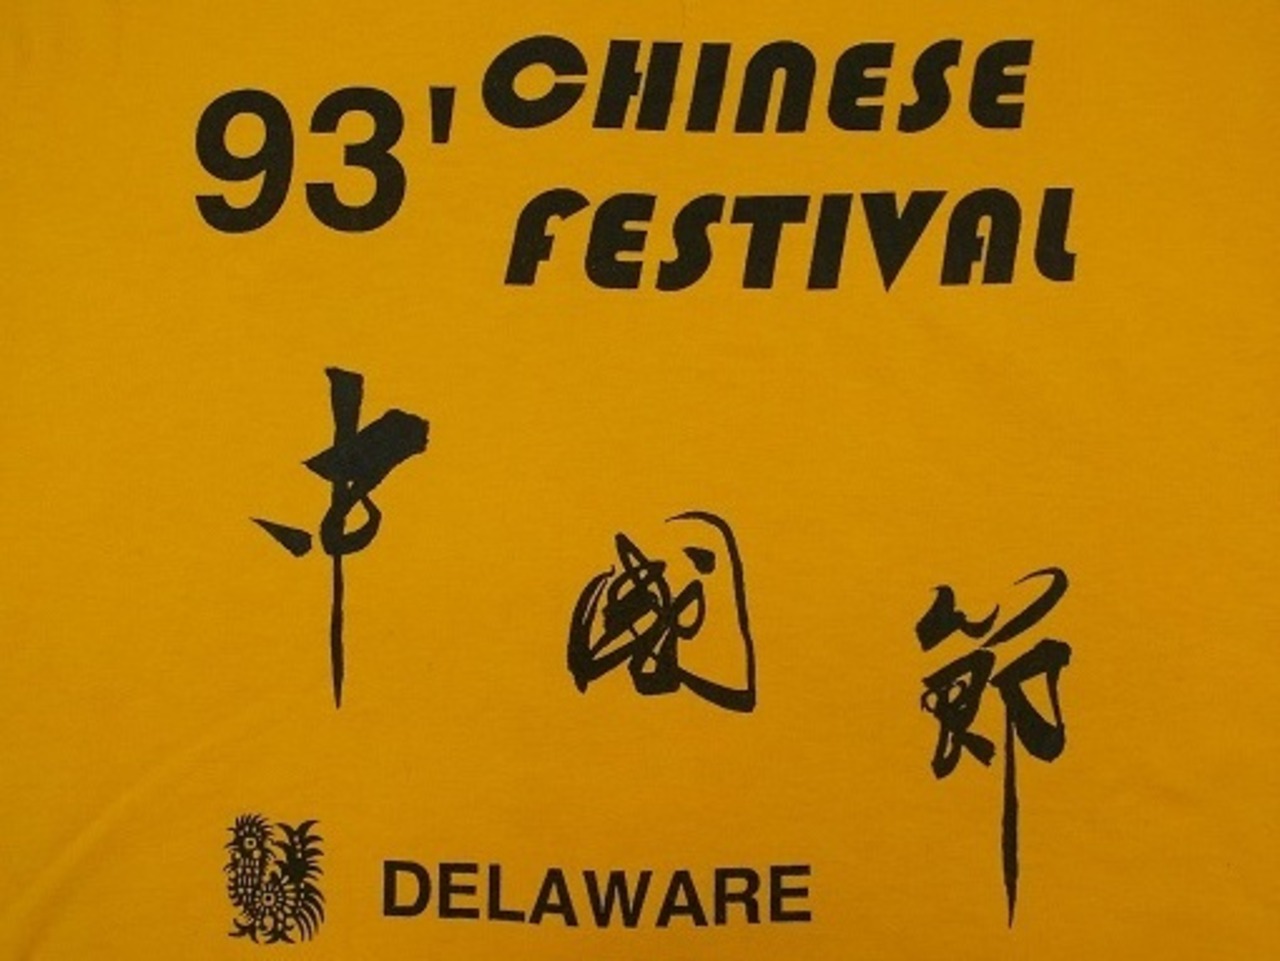 93' CHINESE
FESTIVAL
中國節
DELAWARE